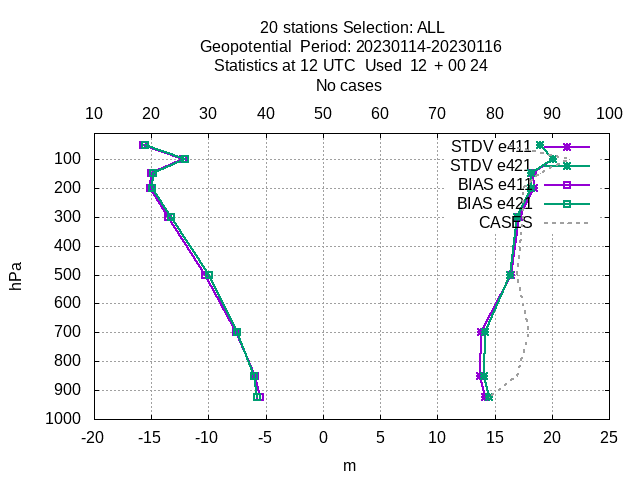 20 stations Selection: ALL
Geopotential  Period: 20230114-20230116
Statistics at 12 UTC  Used  12  + 00 24
No cases
10 20 30 40 50 60 70 80 90 100
STDV e411
STDV e421
BIAS e411
BIAS e421
CASES
100
200
300
400
500
600
700
800
900
1000
hPa
-20 -15 -10 -5 0 5 10 15 20 25
m